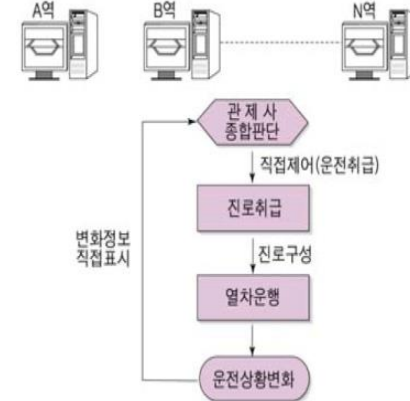 A역
B역
N역
관 제 사
종합판단
직접제어(운전취급)
진로취급
변화정보
직접표시
진로구성
열차운행
운전상황변화